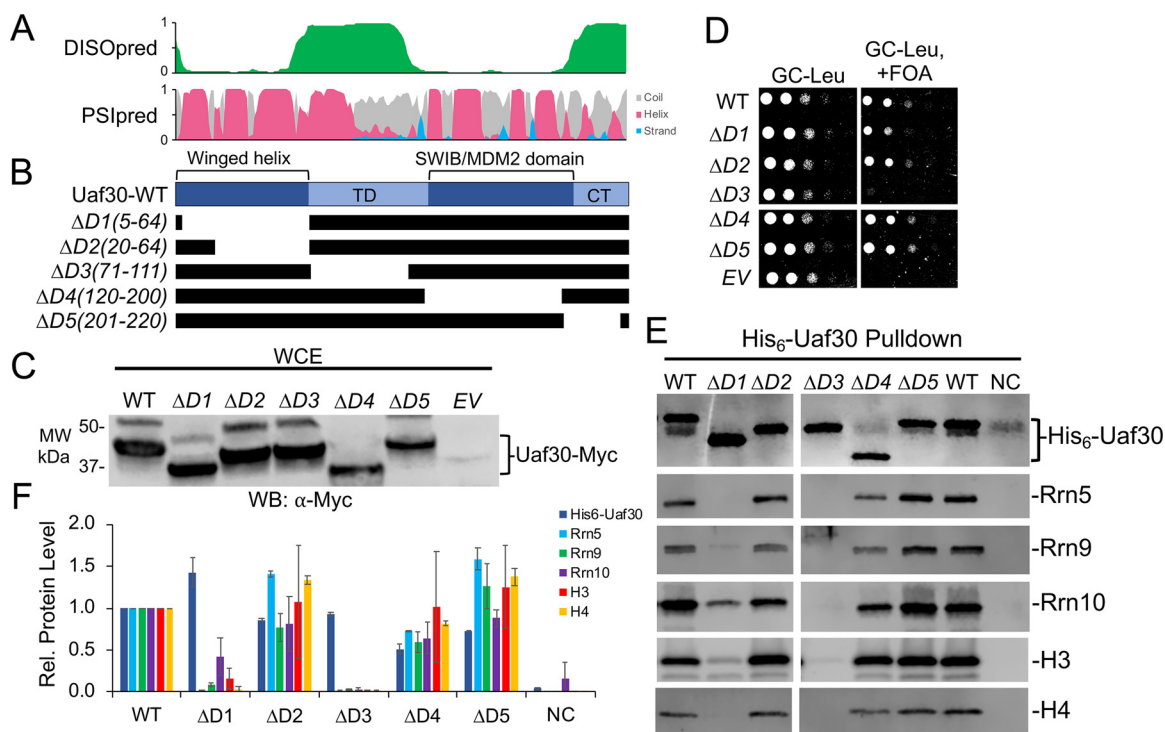 A
DISOpred
1
0
PSIpred
1
0
Coil
Helix
Strand
B
Winged helix
SWIB/MDM2 domain
Uaf30-WT
TD
CT
ΔD1(5-64)
ΔD2(20-64)
ΔD3(71-111)
ΔD4(120-200)
ΔD5(201-220)
C
WCE
WT ΔD1 ΔD2 ΔD3 ΔD4 ΔD5 EV
MW
kDa
50-
37-
-Uaf30-Myc
WB: α-Myc
D
GC-Leu
GC-Leu,
+FOA
WT
ΔD1
ΔD2
ΔD3
ΔD4
ΔD5
EV
E
His6-Uaf30 Pulldown
WT ΔD1 ΔD2 ΔD3 ΔD4 ΔD5 WT NC
-His6-Uaf30
-Rrn5
-Rrn9
-Rrn10
-H3
-H4
F
Rel. Protein Level
2.0
1.5
1.0
0.5
0.0
His6-Uaf30
Rrn5
Rrn9
Rrn10
H3
H4
WT ΔD1 ΔD2 ΔD3 ΔD4 ΔD5 NC